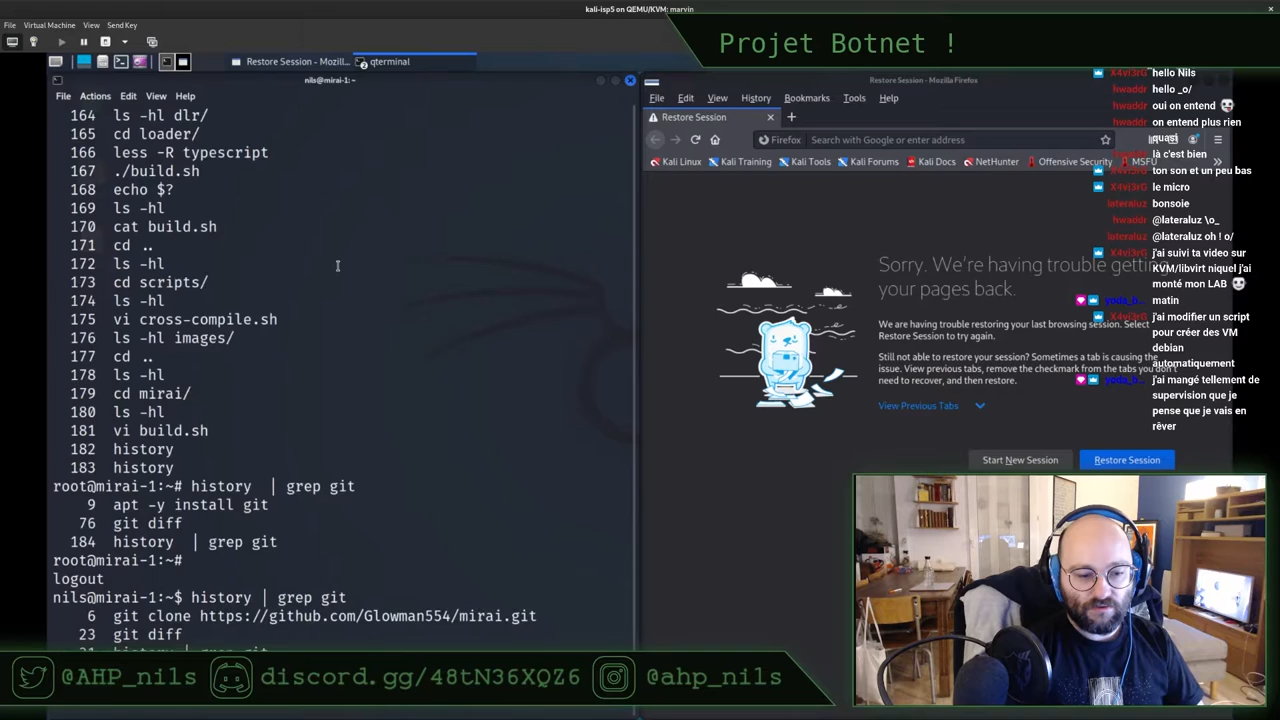 kali-isp5 on QEMU/KVM: marvin
File Virtual Machine View Send Key
Projet Botnet !
Restore Session - Mozill...
qterminal
nils@mirai-1: ~
File Actions Edit View Help
164 ls -hl dlr/
165 cd loader/
166 less -R typescript
167 ./build.sh
168 echo $?
169 ls -hl
170 cat build.sh
171 cd ..
172 ls -hl
173 cd scripts/
174 ls -hl
175 vi cross-compile.sh
176 ls -hl images/
177 cd ..
178 ls -hl
179 cd mirai/
180 ls -hl
181 vi build.sh
182 history
183 history
root@mirai-1:~# history | grep git
9 apt -y install git
76 git diff
184 history | grep git
root@mirai-1:~#
logout
nils@mirai-1:~$ history | grep git
6 git clone https://github.com/Glowman554/mirai.git
23 git diff
Restore Session - Mozilla Firefox
File Edit View History Bookmarks Tools Help
Restore Session
Firefox Search with Google or enter address
Kali Linux Kali Training Kali Tools Kali Forums Kali Docs NetHunter Offensive Security MSFU
Sorry. We're having trouble getting
your pages back.
We are having trouble restoring your last browsing session. Select
Restore Session to try again.
Still not able to restore your session? Sometimes a tab is causing the
issue. View previous tabs, remove the checkmark from the tabs you don't
need to recover, and then restore.
View Previous Tabs
Start New Session Restore Session
X4vi3rG hello Nils
hwaddr hello _o/
hwaddr oui on entend
hwaddr on entend plus rien
quasi
là c'est bien
X4vi3rG ton son et un peu bas
X4vi3rG le micro
lateraluz bonsoie
hwaddr @lateraluz \o_
lateraluz @hwaddr oh ! o/
X4vi3rG j'ai suivi ta video sur
KVM/libvirt niquel j'ai
monté mon LAB
yoda_b... matin
X4vi3rG j'ai modifier un script
pour créer des VM
debian
automatiquement
yoda_b... j'ai mangé tellement de
supervision que je
pense que je vais en
rêver
@AHP_nils discord.gg/48tN36XQZ6 @ahp_nils